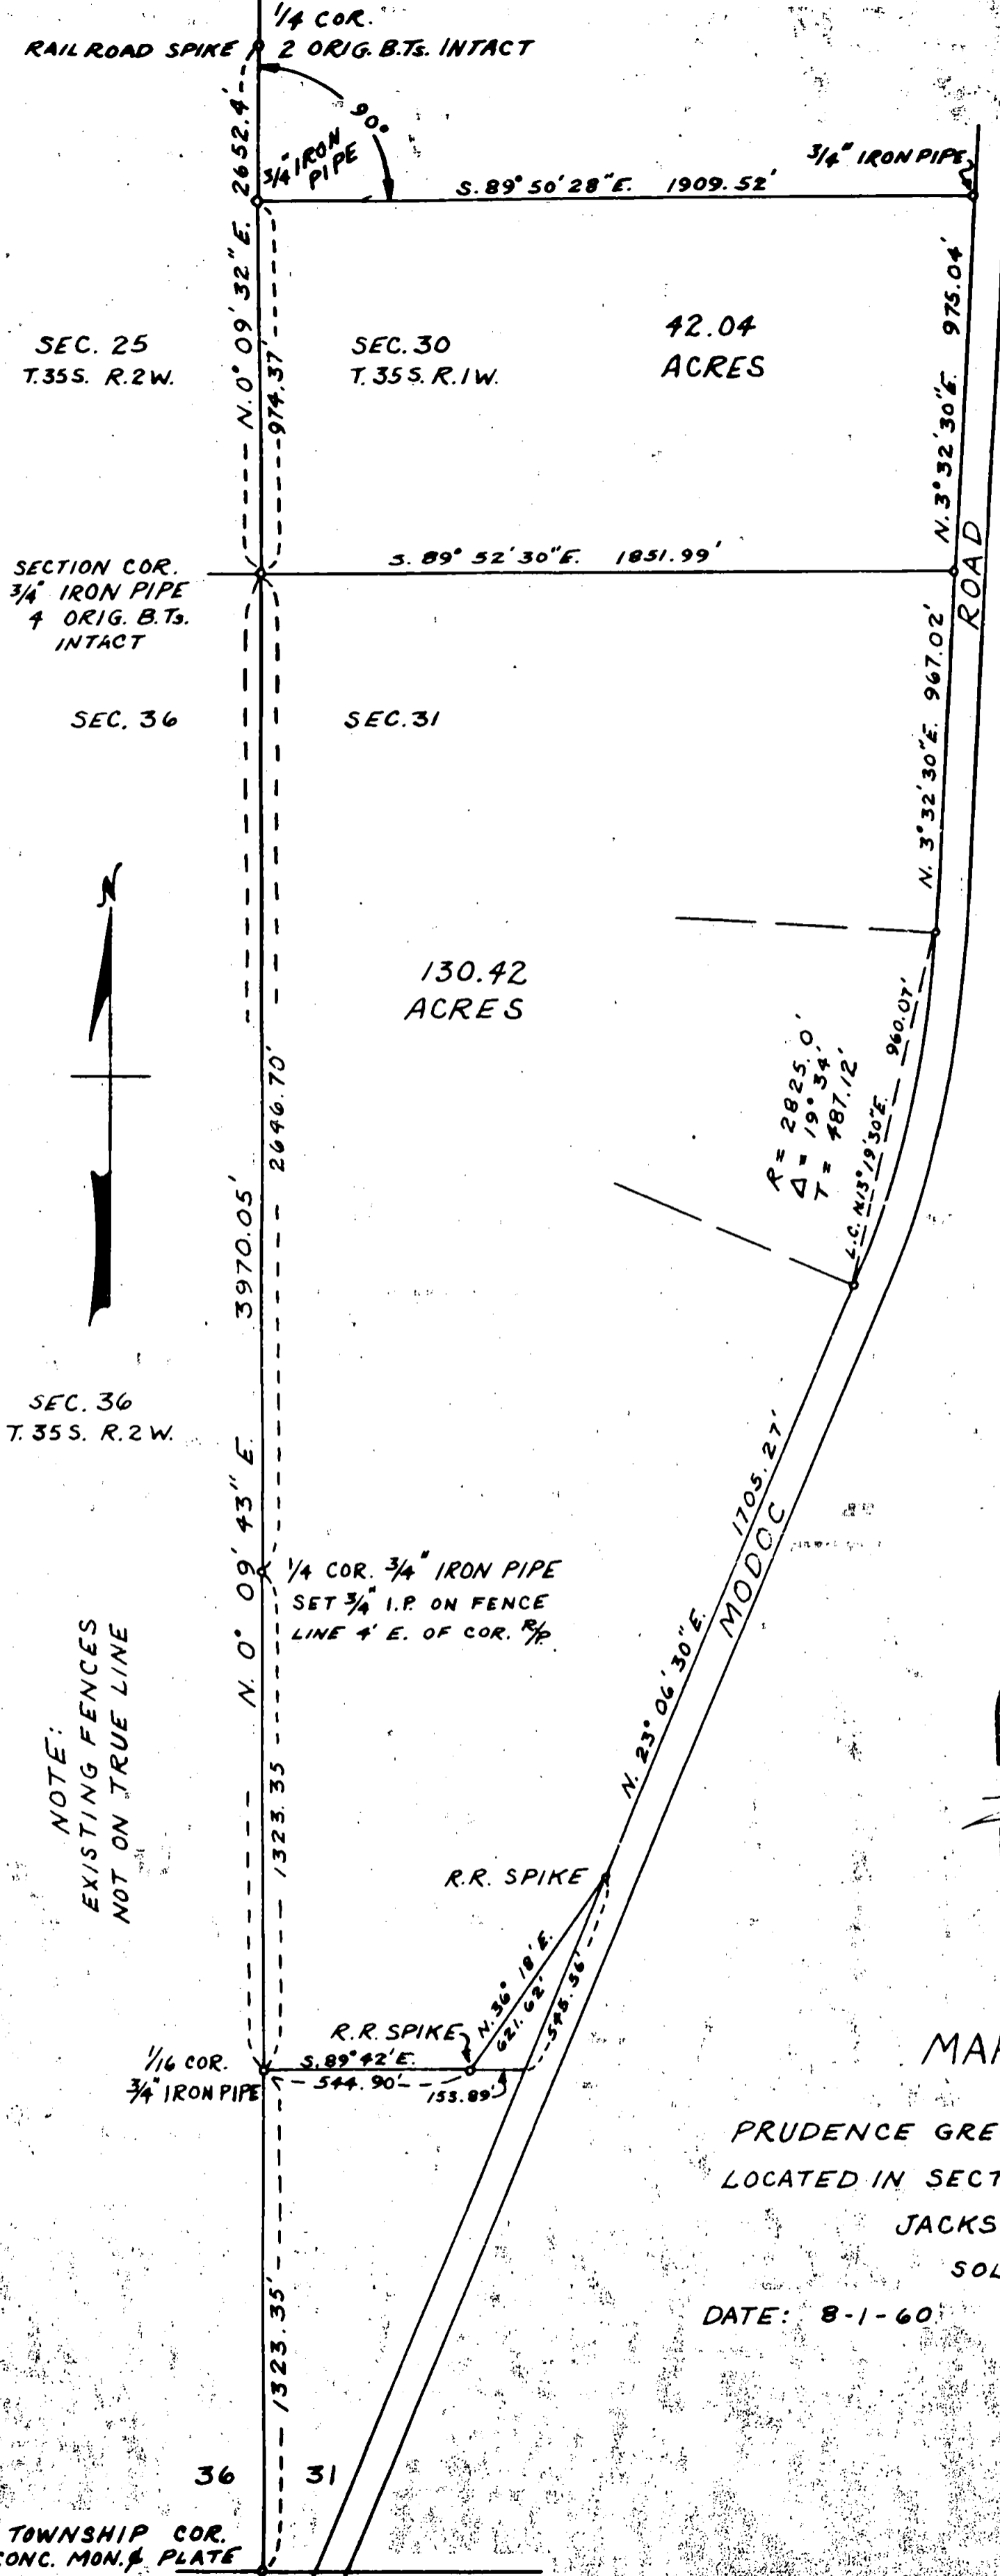 1/4 COR.
RAILROAD SPIKE 2 ORIG. B.Ts. INTACT
90°
2652.4'
3/4" IRON
PIPE
3/4" IRON PIPE
S. 89° 50' 28" E. 1909.52'
N. 0° 09' 32" E.
974.37'
975.04'
N. 3° 32' 30" E.
SEC. 25
T. 35 S. R. 2 W.
SEC. 30
T. 35 S. R. 1 W.
42.04
ACRES
SECTION COR.
3/4" IRON PIPE
4 ORIG. B.Ts.
INTACT
S. 89° 52' 30" E. 1851.99'
ROAD
SEC. 36
SEC. 31
N. 3° 32' 30" E. 967.02'
N
130.42
ACRES
R = 2825.0'
Δ = 19° 34'
T = 487.12'
L.C. N. 13° 19' 30" E. 960.07'
2646.70'
N. 0° 09' 43" E. 3970.05'
SEC. 36
T. 35 S. R. 2 W.
1705.27'
MODOC
N. 23° 06' 30" E.
1/4 COR. 3/4" IRON PIPE
SET 3/4" I.P. ON FENCE
LINE 4' E. OF COR. R/P
NOTE:
EXISTING FENCES
NOT ON TRUE LINE
1323.35
R.R. SPIKE
N. 36° 18' E.
621.62'
R.R. SPIKE
1/16 COR.
3/4" IRON PIPE
S. 89° 42' E.
544.90'
153.89'
MAP
PRUDENCE GRE
LOCATED IN SECT
JACKS
SOU
DATE: 8-1-60
1323.35'
36
31
TOWNSHIP COR.
CONC. MON. & PLATE